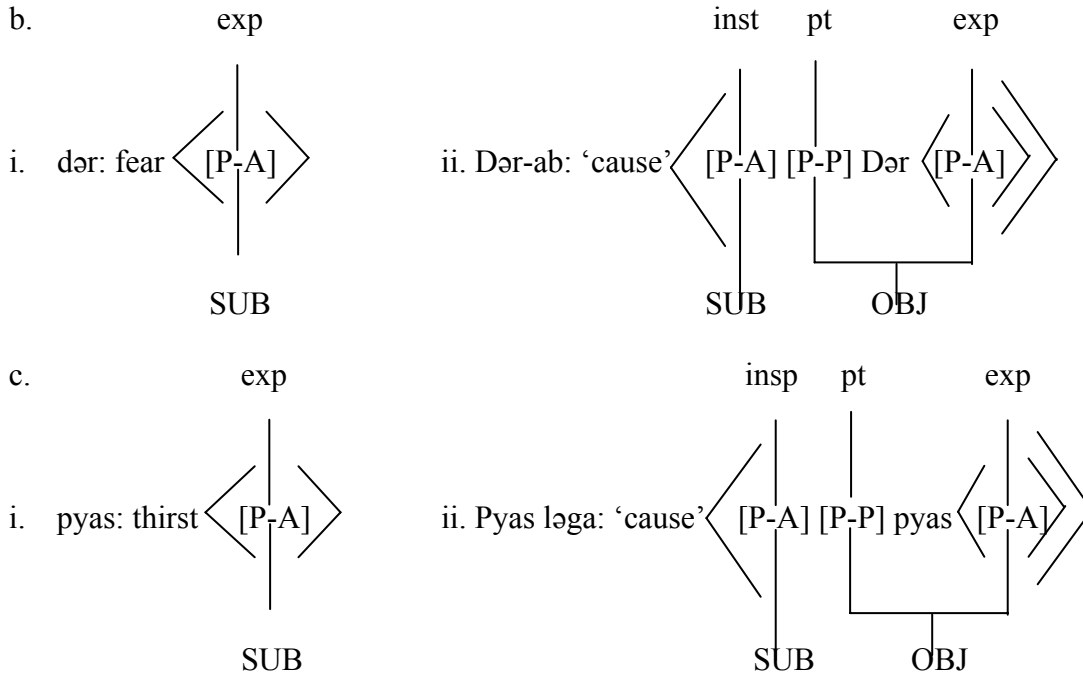 b. exp inst pt exp
i. dər: fear [P-A] ii. Dər-ab: ‘cause’ [P-A] [P-P] Dər [P-A]
SUB SUB OBJ
c. exp insp pt exp
i. pyas: thirst [P-A] ii. Pyas ləga: ‘cause’ [P-A] [P-P] pyas [P-A]
SUB SUB OBJ